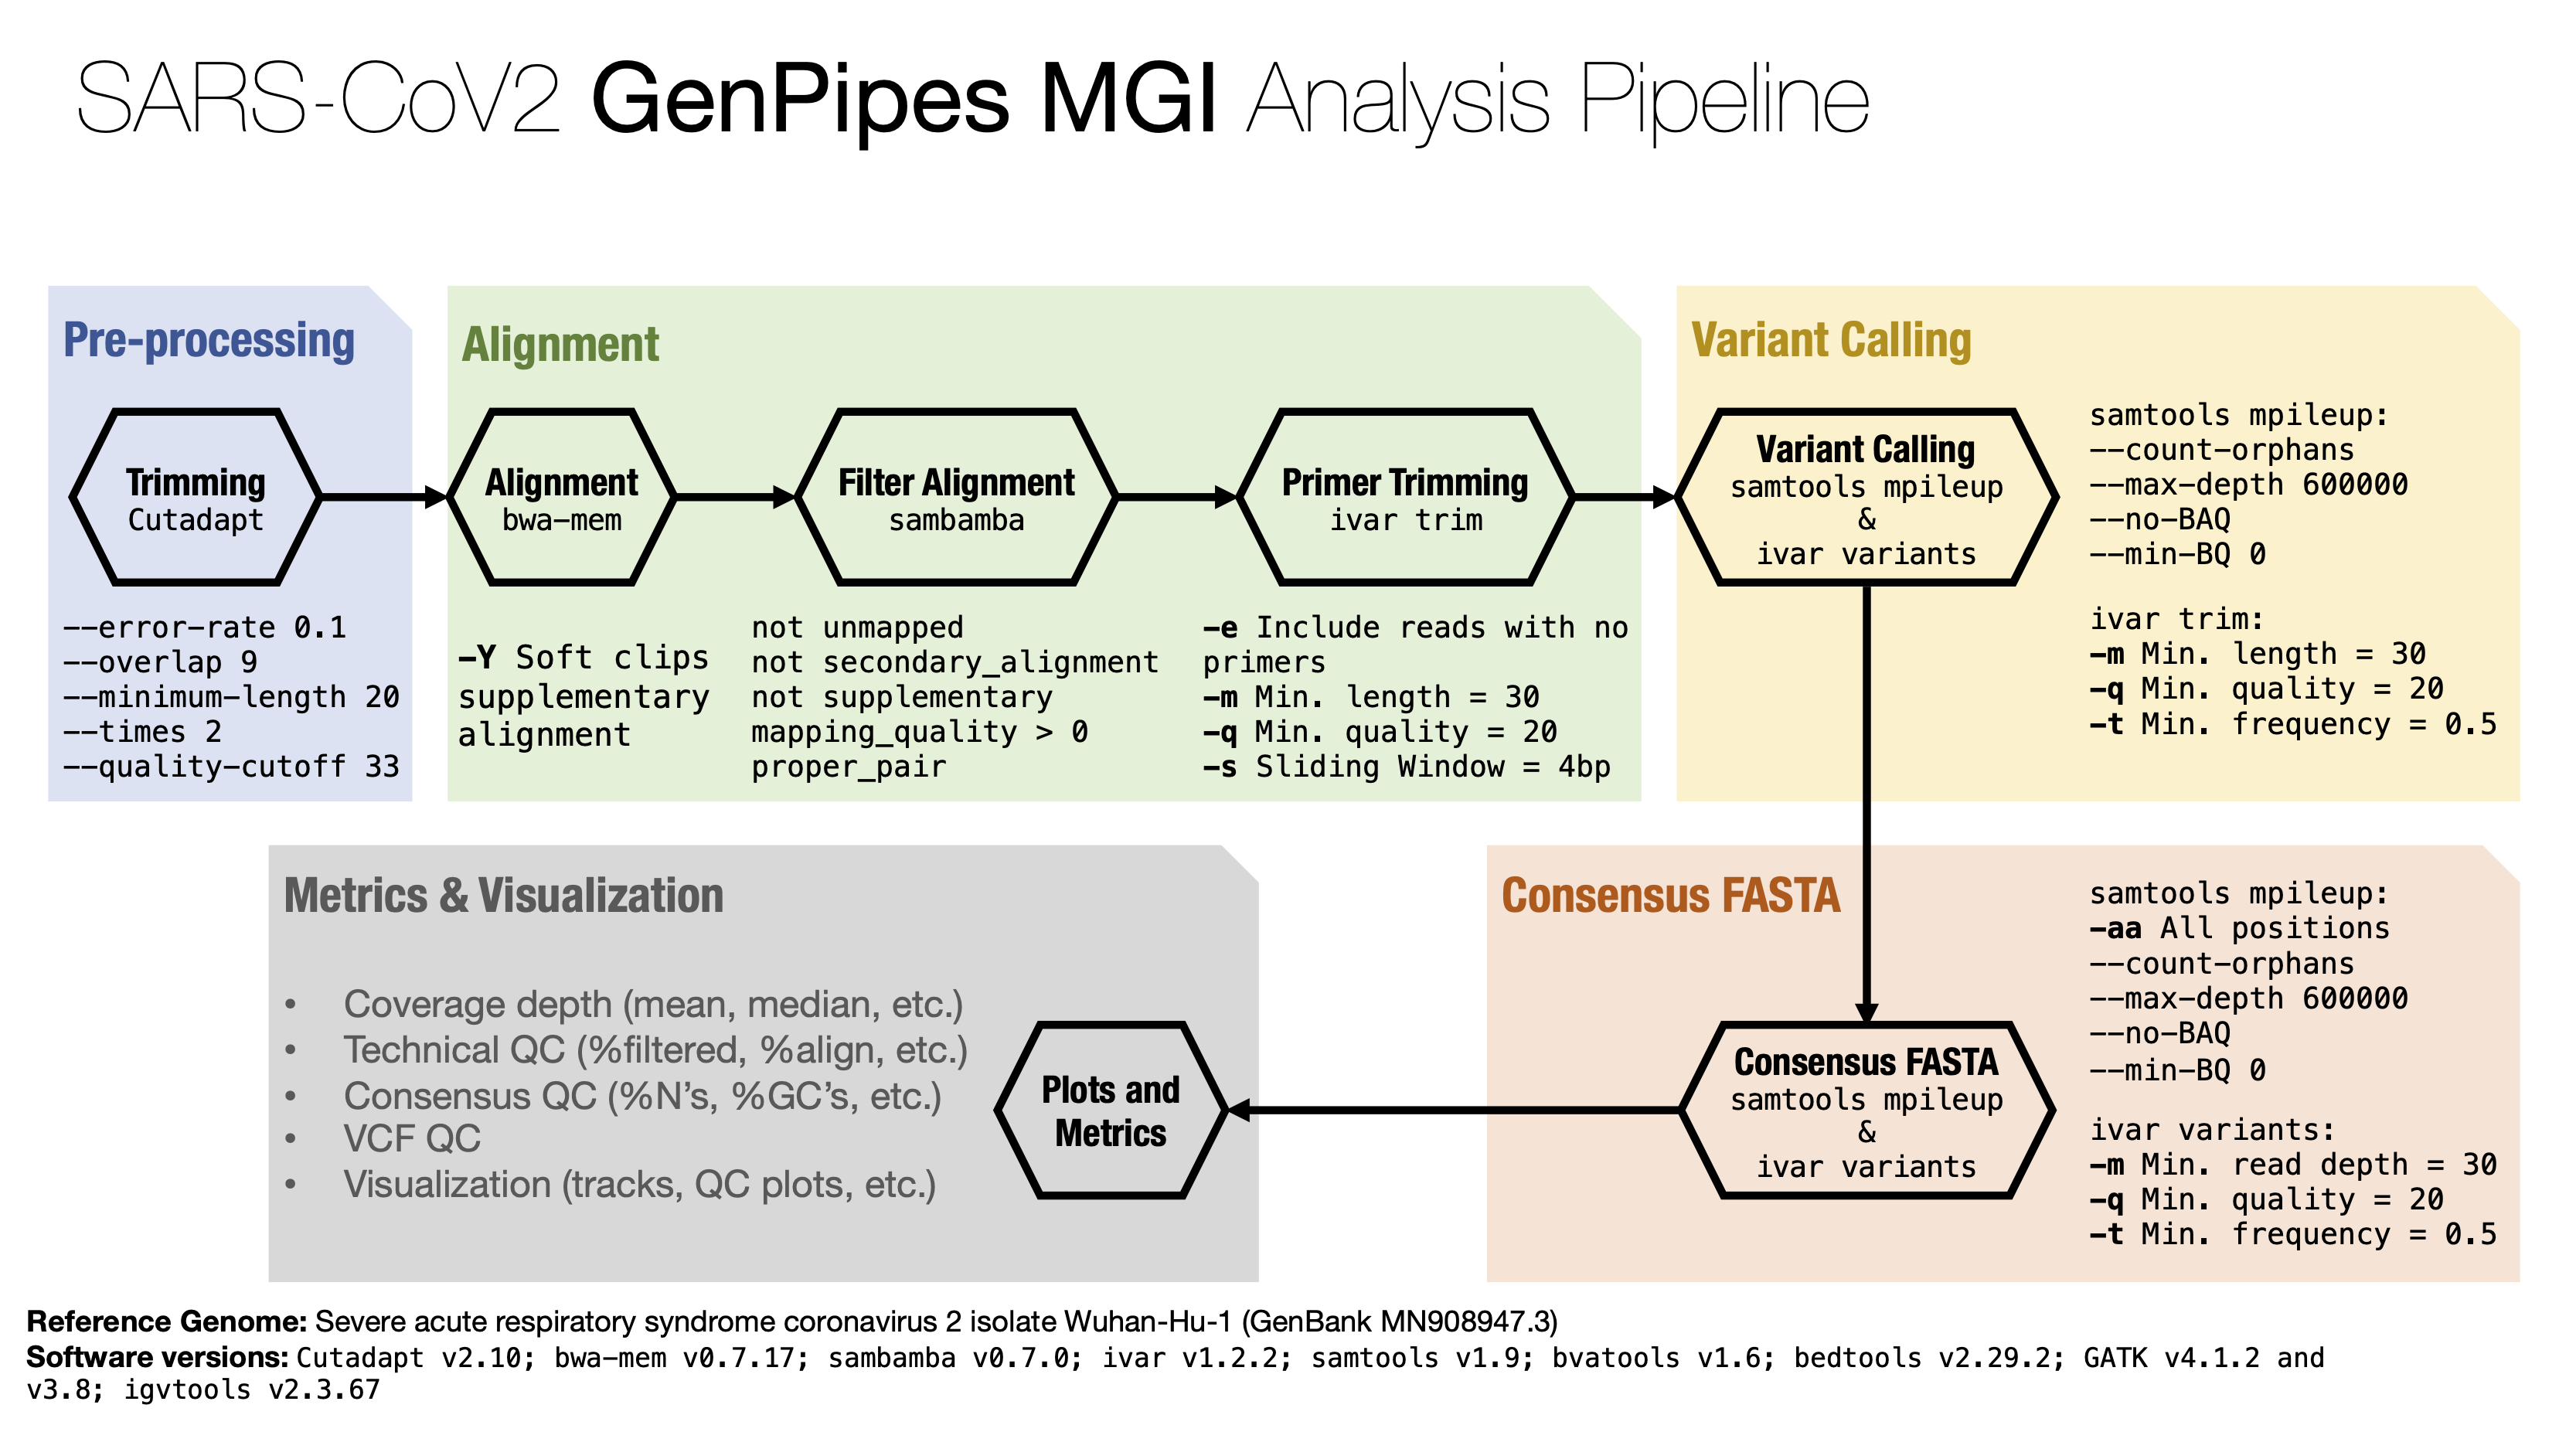 SARS-CoV2 GenPipes MGI Analysis Pipeline
Pre-processing
Trimming
Cutadapt
--error-rate 0.1
--overlap 9
--minimum-length 20
--times 2
--quality-cutoff 33
Alignment
Alignment
bwa-mem
-Y Soft clips
supplementary
alignment
Filter Alignment
sambamba
not unmapped
not secondary_alignment
not supplementary
mapping_quality > 0
proper_pair
Primer Trimming
ivar trim
-e Include reads with no
primers
-m Min. length = 30
-q Min. quality = 20
-s Sliding Window = 4bp
Variant Calling
Variant Calling
samtools mpileup
&
ivar variants
samtools mpileup:
--count-orphans
--max-depth 600000
--no-BAQ
--min-BQ 0
ivar trim:
-m Min. length = 30
-q Min. quality = 20
-t Min. frequency = 0.5
Consensus FASTA
Consensus FASTA
samtools mpileup
&
ivar variants
samtools mpileup:
-aa All positions
--count-orphans
--max-depth 600000
--no-BAQ
--min-BQ 0
ivar variants:
-m Min. read depth = 30
-q Min. quality = 20
-t Min. frequency = 0.5
Metrics & Visualization
• Coverage depth (mean, median, etc.)
• Technical QC (%filtered, %align, etc.)
• Consensus QC (%N’s, %GC’s, etc.)
• VCF QC
• Visualization (tracks, QC plots, etc.)
Plots and
Metrics
Reference Genome: Severe acute respiratory syndrome coronavirus 2 isolate Wuhan-Hu-1 (GenBank MN908947.3)
Software versions: Cutadapt v2.10; bwa-mem v0.7.17; sambamba v0.7.0; ivar v1.2.2; samtools v1.9; bvatools v1.6; bedtools v2.29.2; GATK v4.1.2 and
v3.8; igvtools v2.3.67